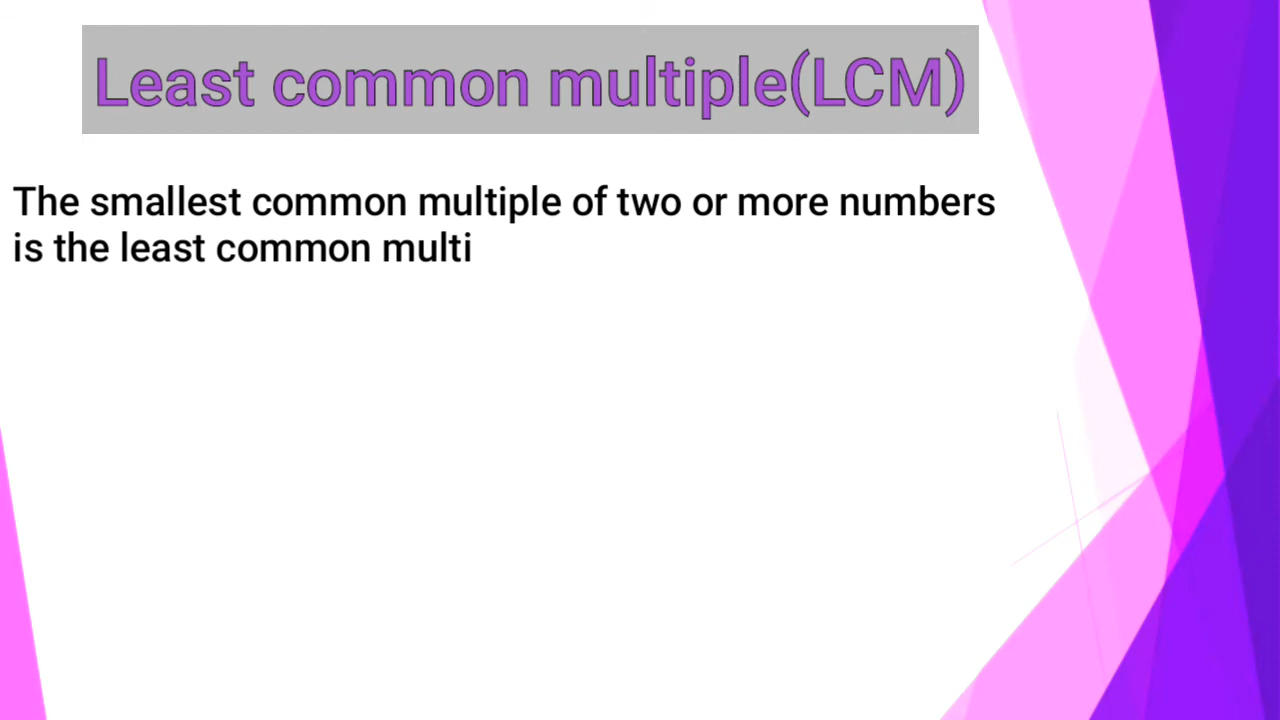 Least common multiple(LCM)
The smallest common multiple of two or more numbers
is the least common multi